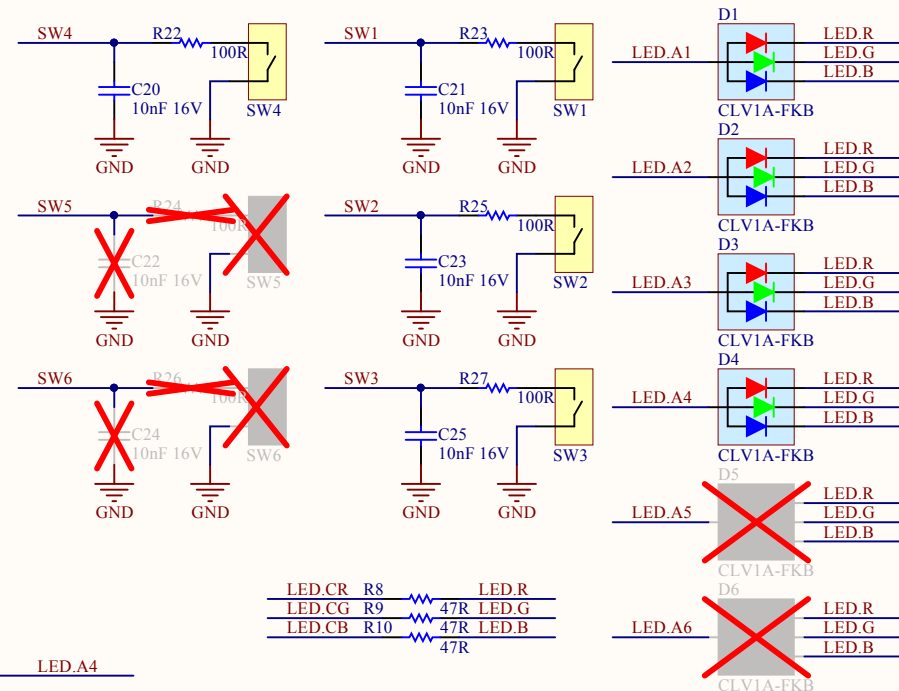 SW4 R22
100R
C20
10nF 16V
SW4
GND GND
SW1 R23
100R
C21
10nF 16V
SW1
GND GND
D1
LED.A1
LED.R
LED.G
LED.B
CLV1A-FKB
D2
LED.A2
LED.R
LED.G
LED.B
CLV1A-FKB
SW5 R24
100R
C22
10nF 16V
SW5
GND GND
SW2 R25
100R
C23
10nF 16V
SW2
GND GND
D3
LED.A3
LED.R
LED.G
LED.B
CLV1A-FKB
SW6 R26
100R
C24
10nF 16V
SW6
GND GND
SW3 R27
100R
C25
10nF 16V
SW3
GND GND
D4
LED.A4
LED.R
LED.G
LED.B
CLV1A-FKB
D5
LED.A5
LED.R
LED.G
LED.B
CLV1A-FKB
D6
LED.A6
LED.R
LED.G
LED.B
CLV1A-FKB
LED.CR R8 LED.R
47R
LED.CG R9 LED.G
47R
LED.CB R10 LED.B
47R
LED.A4